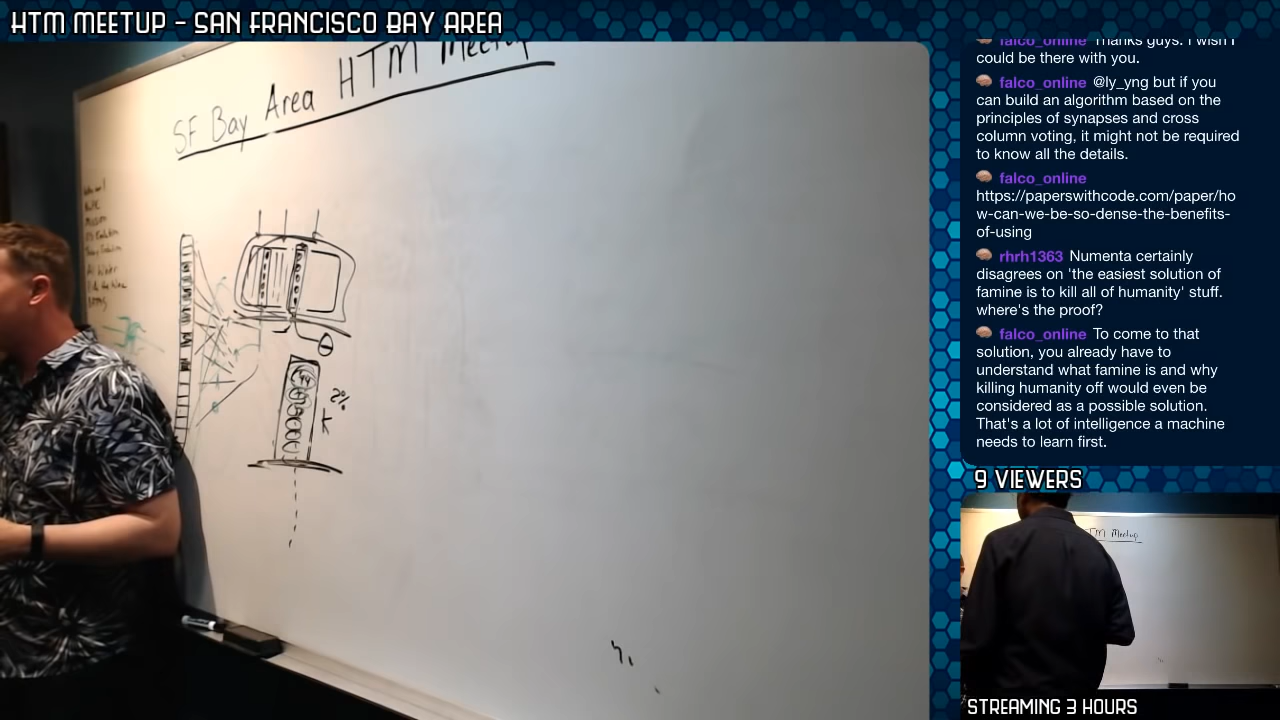 HTM MEETUP - SAN FRANCISCO BAY AREA
SF Bay Area HTM Meetup
2%
K
falco_online Thanks guys. I wish I
could be there with you.
falco_online @ly_yng but if you
can build an algorithm based on the
principles of synapses and cross
column voting, it might not be required
to know all the details.
falco_online
https://paperswithcode.com/paper/ho
w-can-we-be-so-dense-the-benefits-
of-using
rhrh1363 Numenta certainly
disagrees on 'the easiest solution of
famine is to kill all of humanity' stuff.
where's the proof?
falco_online To come to that
solution, you already have to
understand what famine is and why
killing humanity off would even be
considered as a possible solution.
That's a lot of intelligence a machine
needs to learn first.
9 VIEWERS
HTM Meetup
STREAMING 3 HOURS